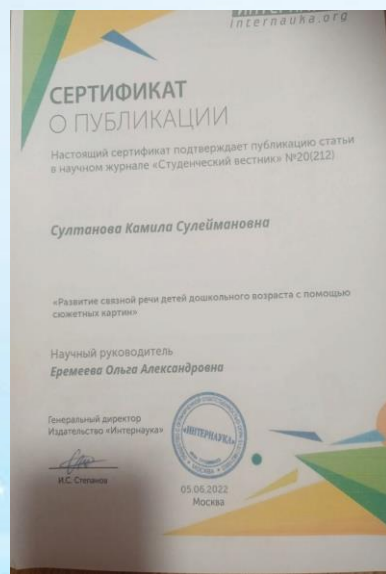 internauka.org
СЕРТИФИКАТ
О ПУБЛИКАЦИИ
Настоящий сертификат подтверждает публикацию статьи
в научном журнале «Студенческий вестник» №20(212)
Султанова Камила Сулеймановна
«Развитие связной речи детей дошкольного возраста с помощью
сюжетных картин»
Научный руководитель
Еремеева Ольга Александровна
Генеральный директор
Издательство «Интернаука»
«ИНТЕРНАУКА»
И.С. Степанов
05.06.2022
Москва